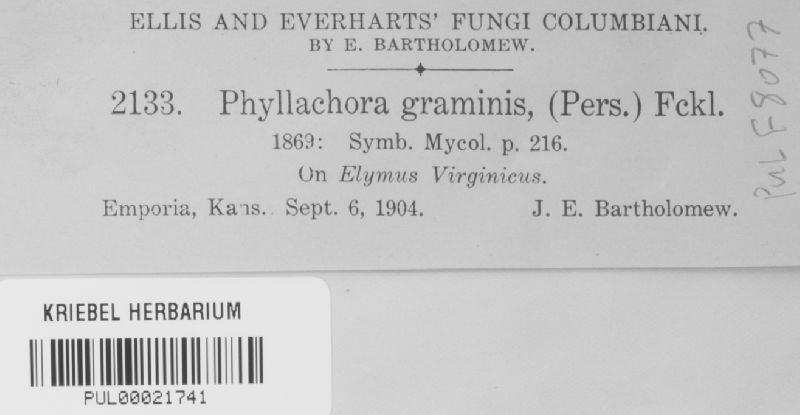 ELLIS AND EVERHARTS' FUNGI COLUMBIANI.
BY E. BARTHOLOMEW.
2133. Phyllachora graminis, (Pers.) Fckl.
1869: Symb. Mycol. p. 216.
On Elymus Virginicus.
Emporia, Kans. Sept. 6, 1904. J. E. Bartholomew.
PUL F8077
KRIEBEL HERBARIUM
PUL00021741